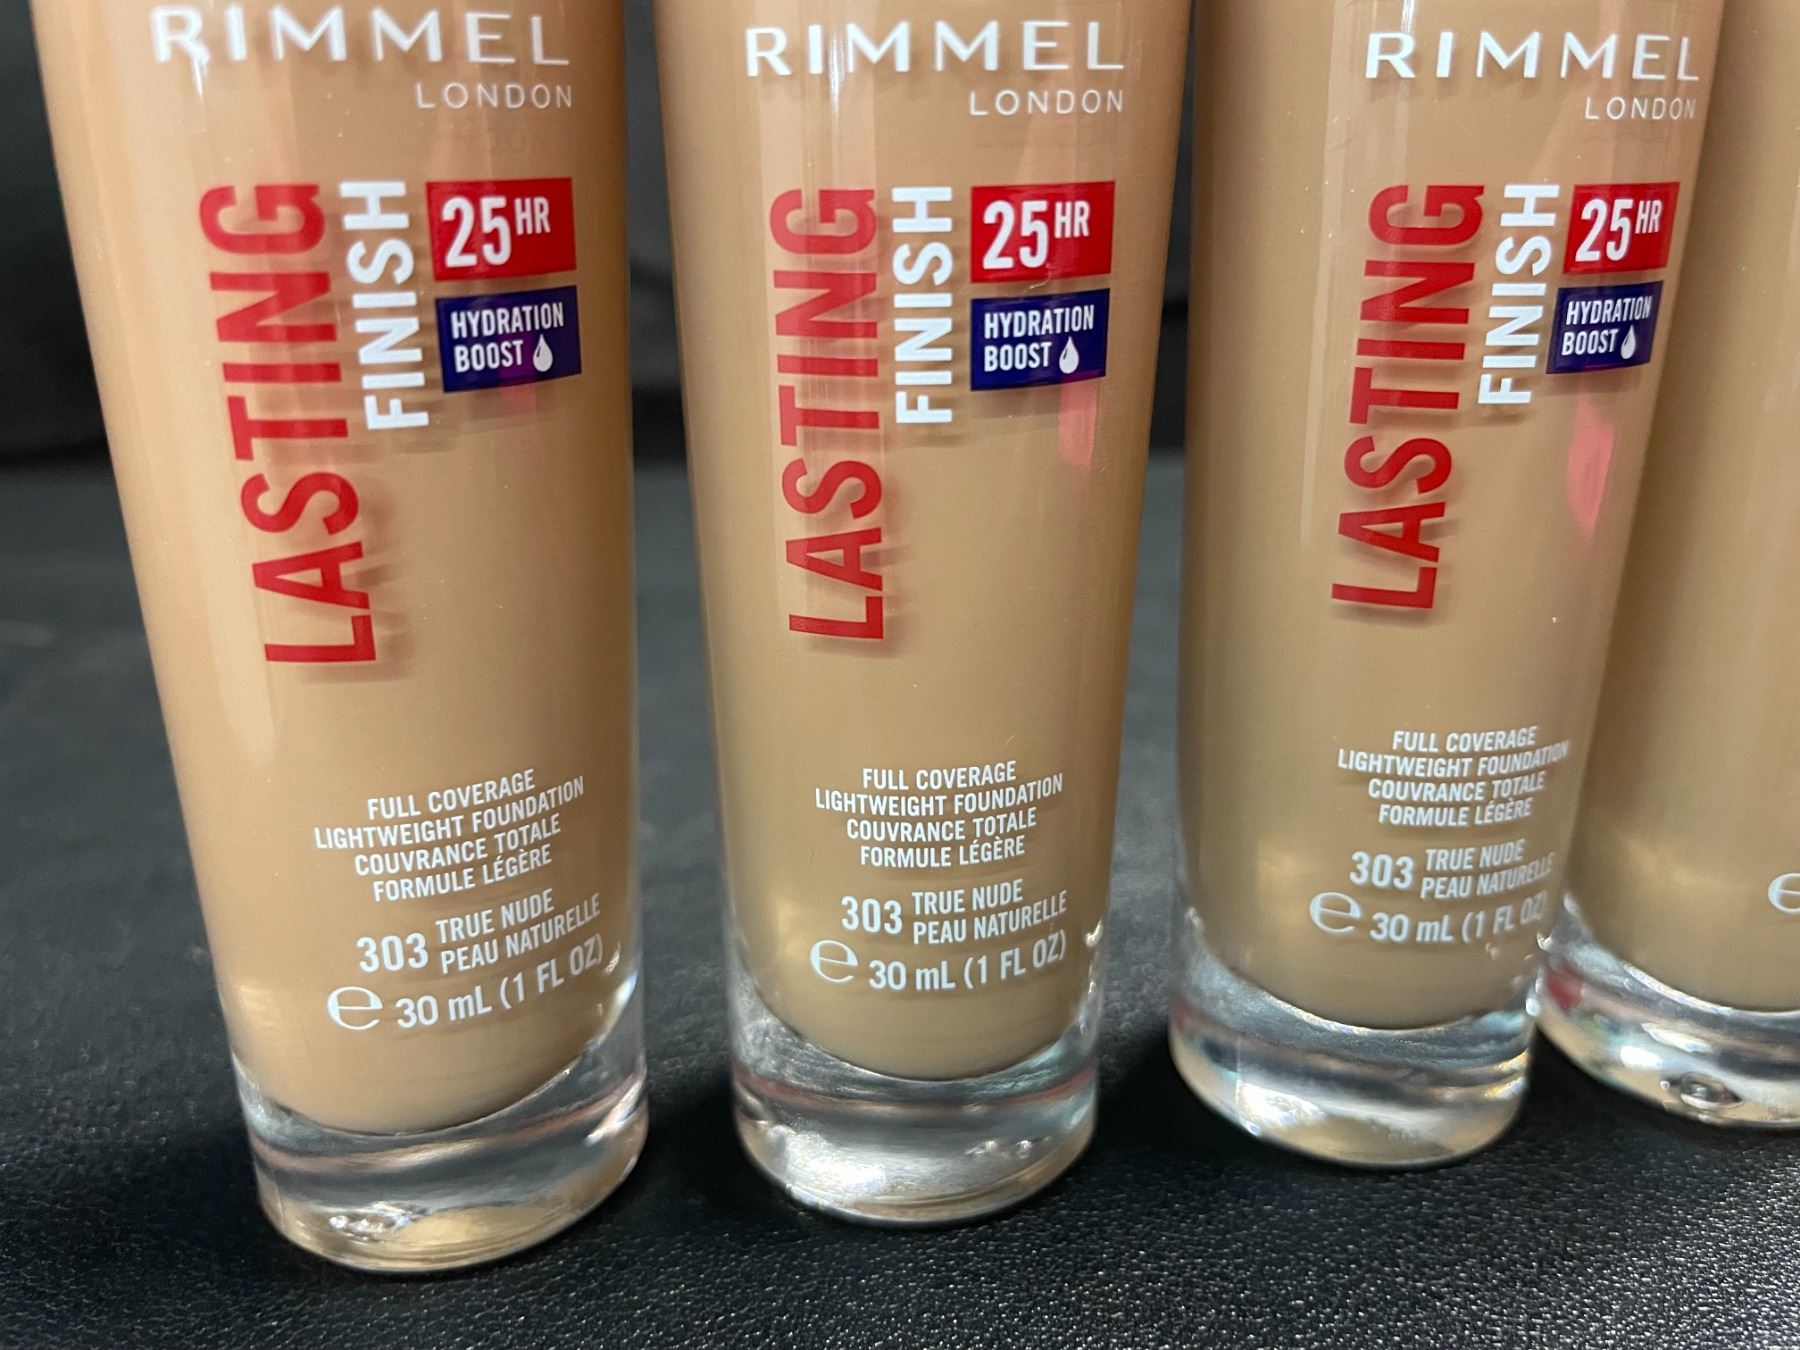 RIMMEL
LONDON
LASTING
FINISH
25HR
HYDRATION
BOOST
FULL COVERAGE
LIGHTWEIGHT FOUNDATION
COUVRANCE TOTALE
FORMULE LÉGÈRE
303 TRUE NUDE
PEAU NATURELLE
℮ 30 mL (1 FL OZ)
RIMMEL
LONDON
LASTING
FINISH
25HR
HYDRATION
BOOST
FULL COVERAGE
LIGHTWEIGHT FOUNDATION
COUVRANCE TOTALE
FORMULE LÉGÈRE
303 TRUE NUDE
PEAU NATURELLE
℮ 30 mL (1 FL OZ)
RIMMEL
LONDON
LASTING
FINISH
25HR
HYDRATION
BOOST
FULL COVERAGE
LIGHTWEIGHT FOUNDATION
COUVRANCE TOTALE
FORMULE LÉGÈRE
303 TRUE NUDE
PEAU NATURELLE
℮ 30 mL (1 FL OZ)
℮